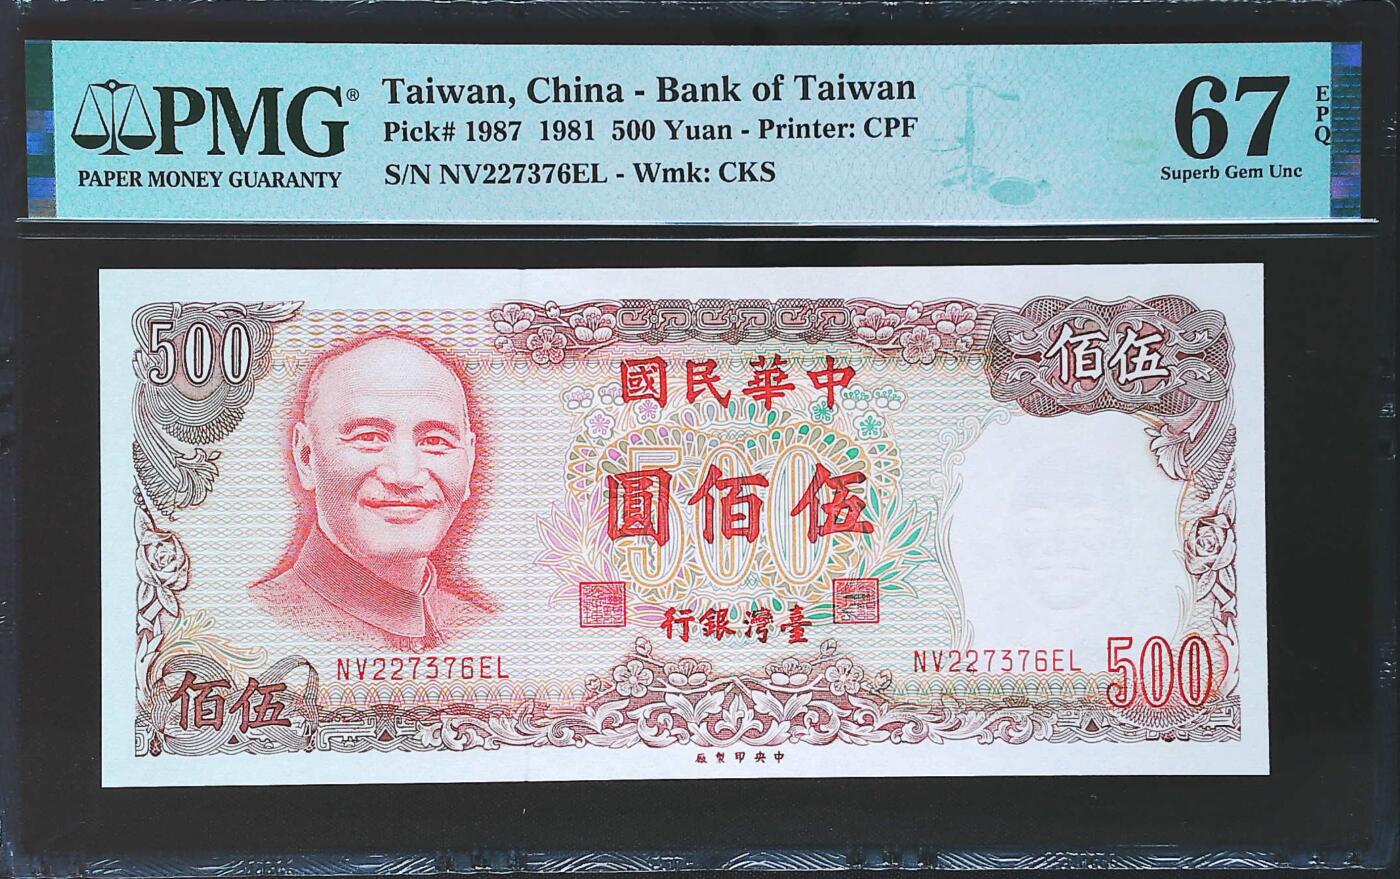 PMG®
PAPER MONEY GUARANTY
Taiwan, China - Bank of Taiwan
Pick# 1987 1981 500 Yuan - Printer: CPF
S/N NV227376EL - Wmk: CKS
67 EPQ
Superb Gem Unc
500
佰伍
國民華中
500
圓佰伍
行銀灣臺
NV227376EL
NV227376EL
500
佰伍
廠製印央中